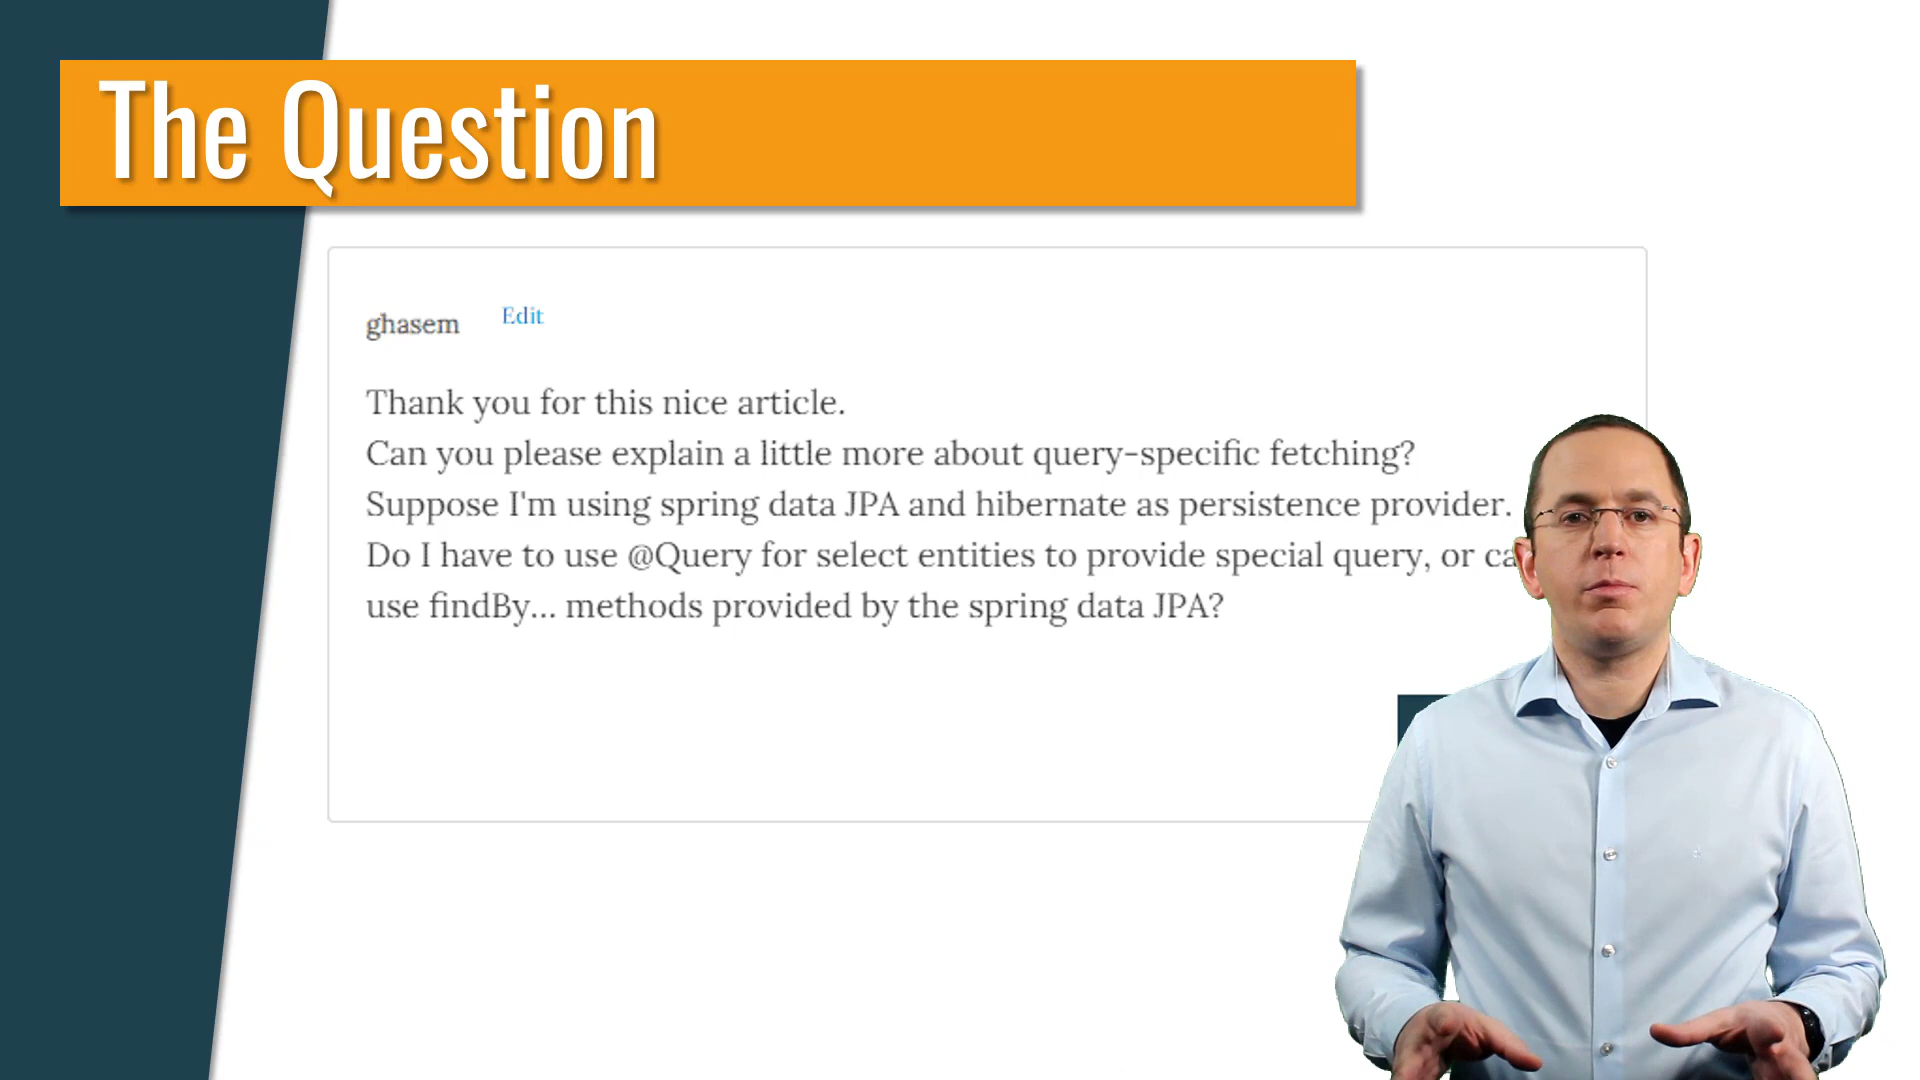 The Question
ghasem Edit
Thank you for this nice article.
Can you please explain a little more about query-specific fetching?
Suppose I'm using spring data JPA and hibernate as persistence provider.
Do I have to use @Query for select entities to provide special query, or
use findBy... methods provided by the spring data JPA?